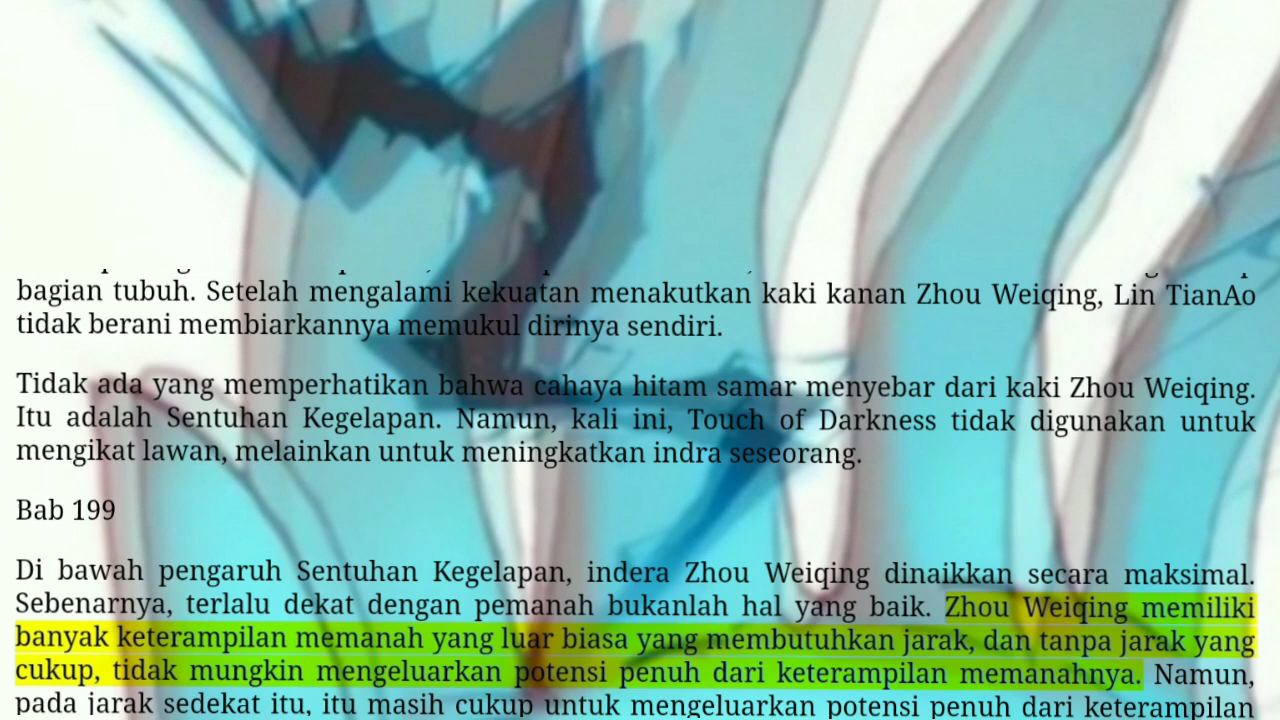 bagian tubuh. Setelah mengalami kekuatan menakutkan kaki kanan Zhou Weiqing, Lin TianAo
tidak berani membiarkannya memukul dirinya sendiri.
Tidak ada yang memperhatikan bahwa cahaya hitam samar menyebar dari kaki Zhou Weiqing.
Itu adalah Sentuhan Kegelapan. Namun, kali ini, Touch of Darkness tidak digunakan untuk
mengikat lawan, melainkan untuk meningkatkan indra seseorang.
Bab 199
Di bawah pengaruh Sentuhan Kegelapan, indera Zhou Weiqing dinaikkan secara maksimal.
Sebenarnya, terlalu dekat dengan pemanah bukanlah hal yang baik. Zhou Weiqing memiliki
banyak keterampilan memanah yang luar biasa yang membutuhkan jarak, dan tanpa jarak yang
cukup, tidak mungkin mengeluarkan potensi penuh dari keterampilan memanahnya. Namun,
pada jarak sedekat itu, itu masih cukup untuk mengeluarkan potensi penuh dari keterampilan